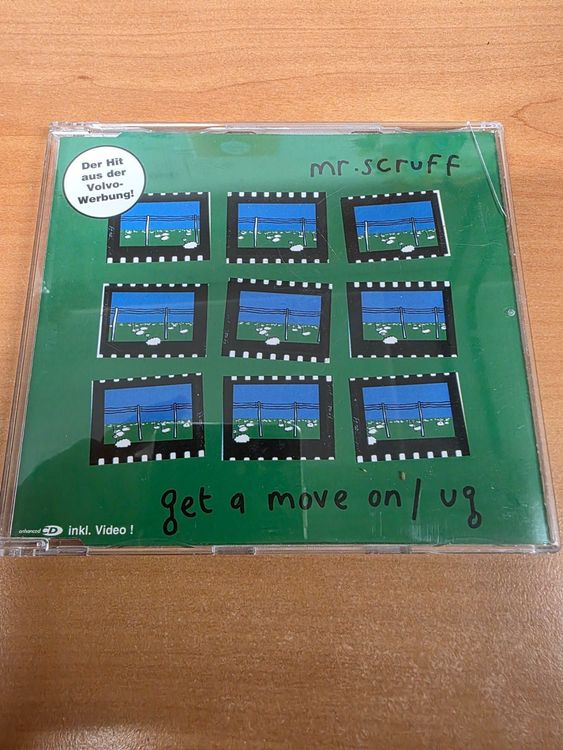 Der Hit
aus der
Volvo-
Werbung!
mr.scruff
get a move on/ug
enhanced CD inkl. Video !